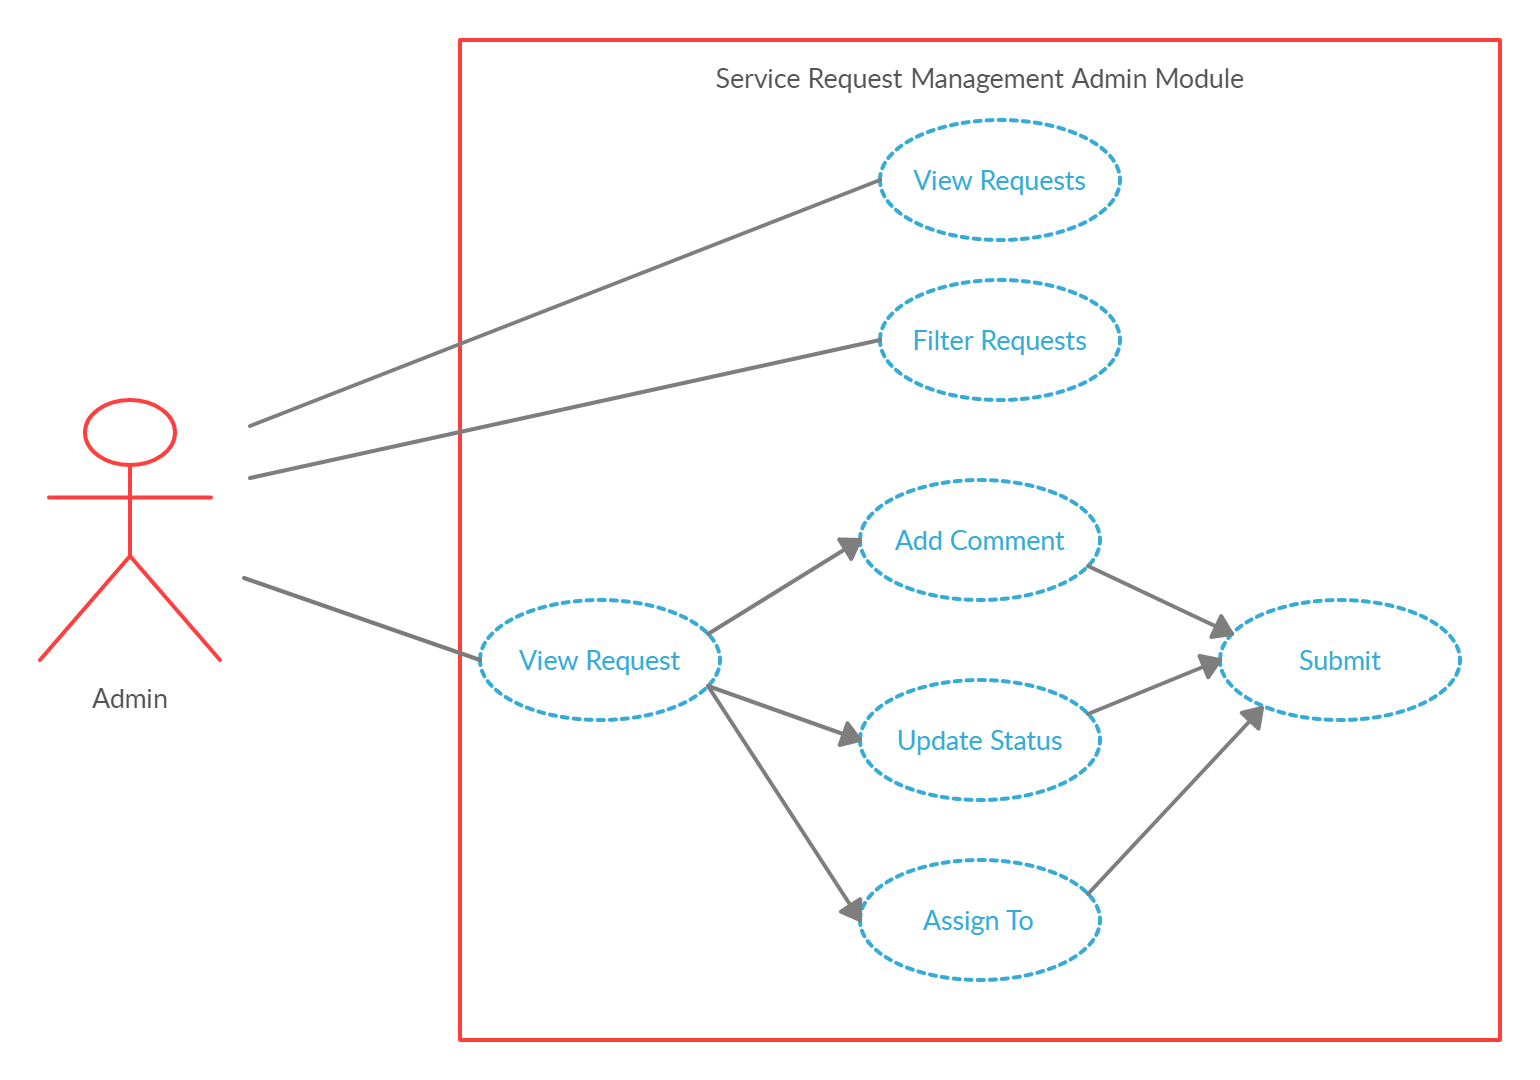 Service Request Management Admin Module
View Requests
Filter Requests
Add Comment
View Request
Submit
Admin
Update Status
Assign To